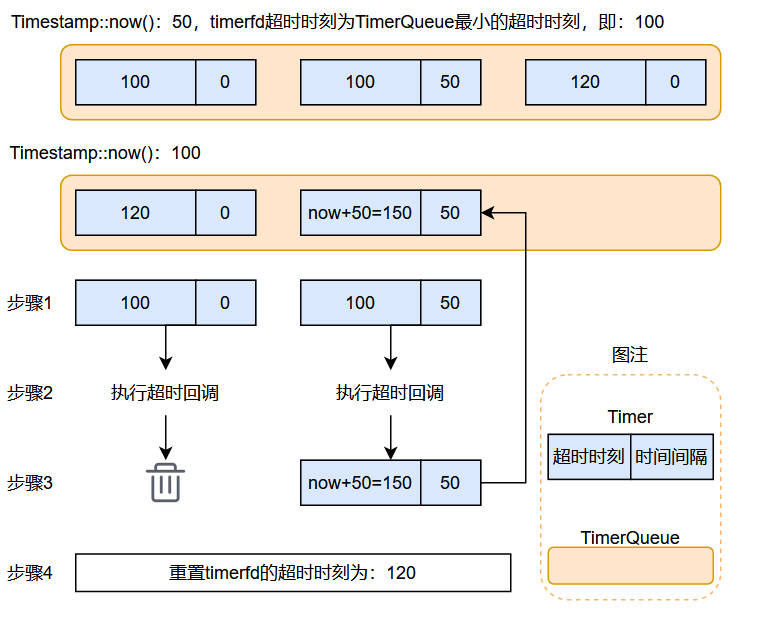 Timestamp::now()：50，timerfd超时时刻为TimerQueue最小的超时时刻，即：100
100 0 100 50 120 0
Timestamp::now()：100
120 0 now+50=150 50
步骤1 100 0 100 50
步骤2 执行超时回调 执行超时回调
步骤3 now+50=150 50
步骤4 重置timerfd的超时时刻为：120
图注
Timer
超时时刻 时间间隔
TimerQueue